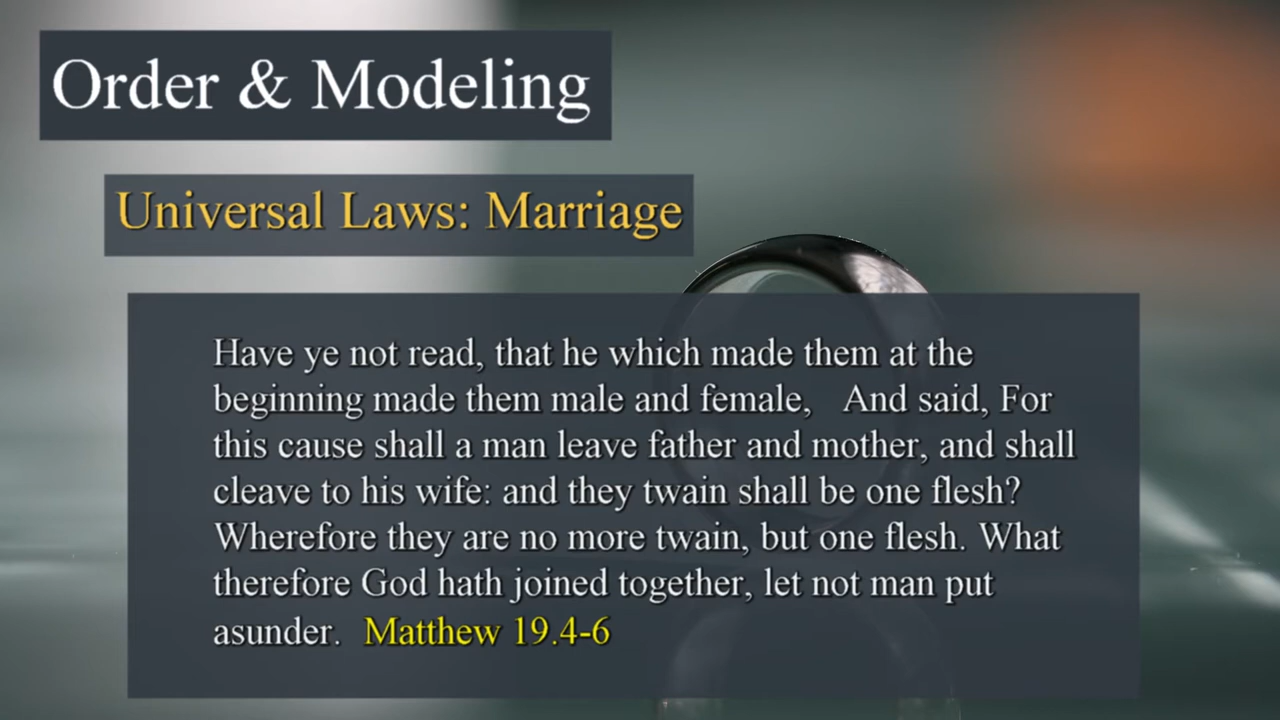 Order & Modeling
Universal Laws: Marriage
Have ye not read, that he which made them at the
beginning made them male and female,   And said, For
this cause shall a man leave father and mother, and shall
cleave to his wife: and they twain shall be one flesh?
Wherefore they are no more twain, but one flesh. What
therefore God hath joined together, let not man put
asunder.  Matthew 19.4-6